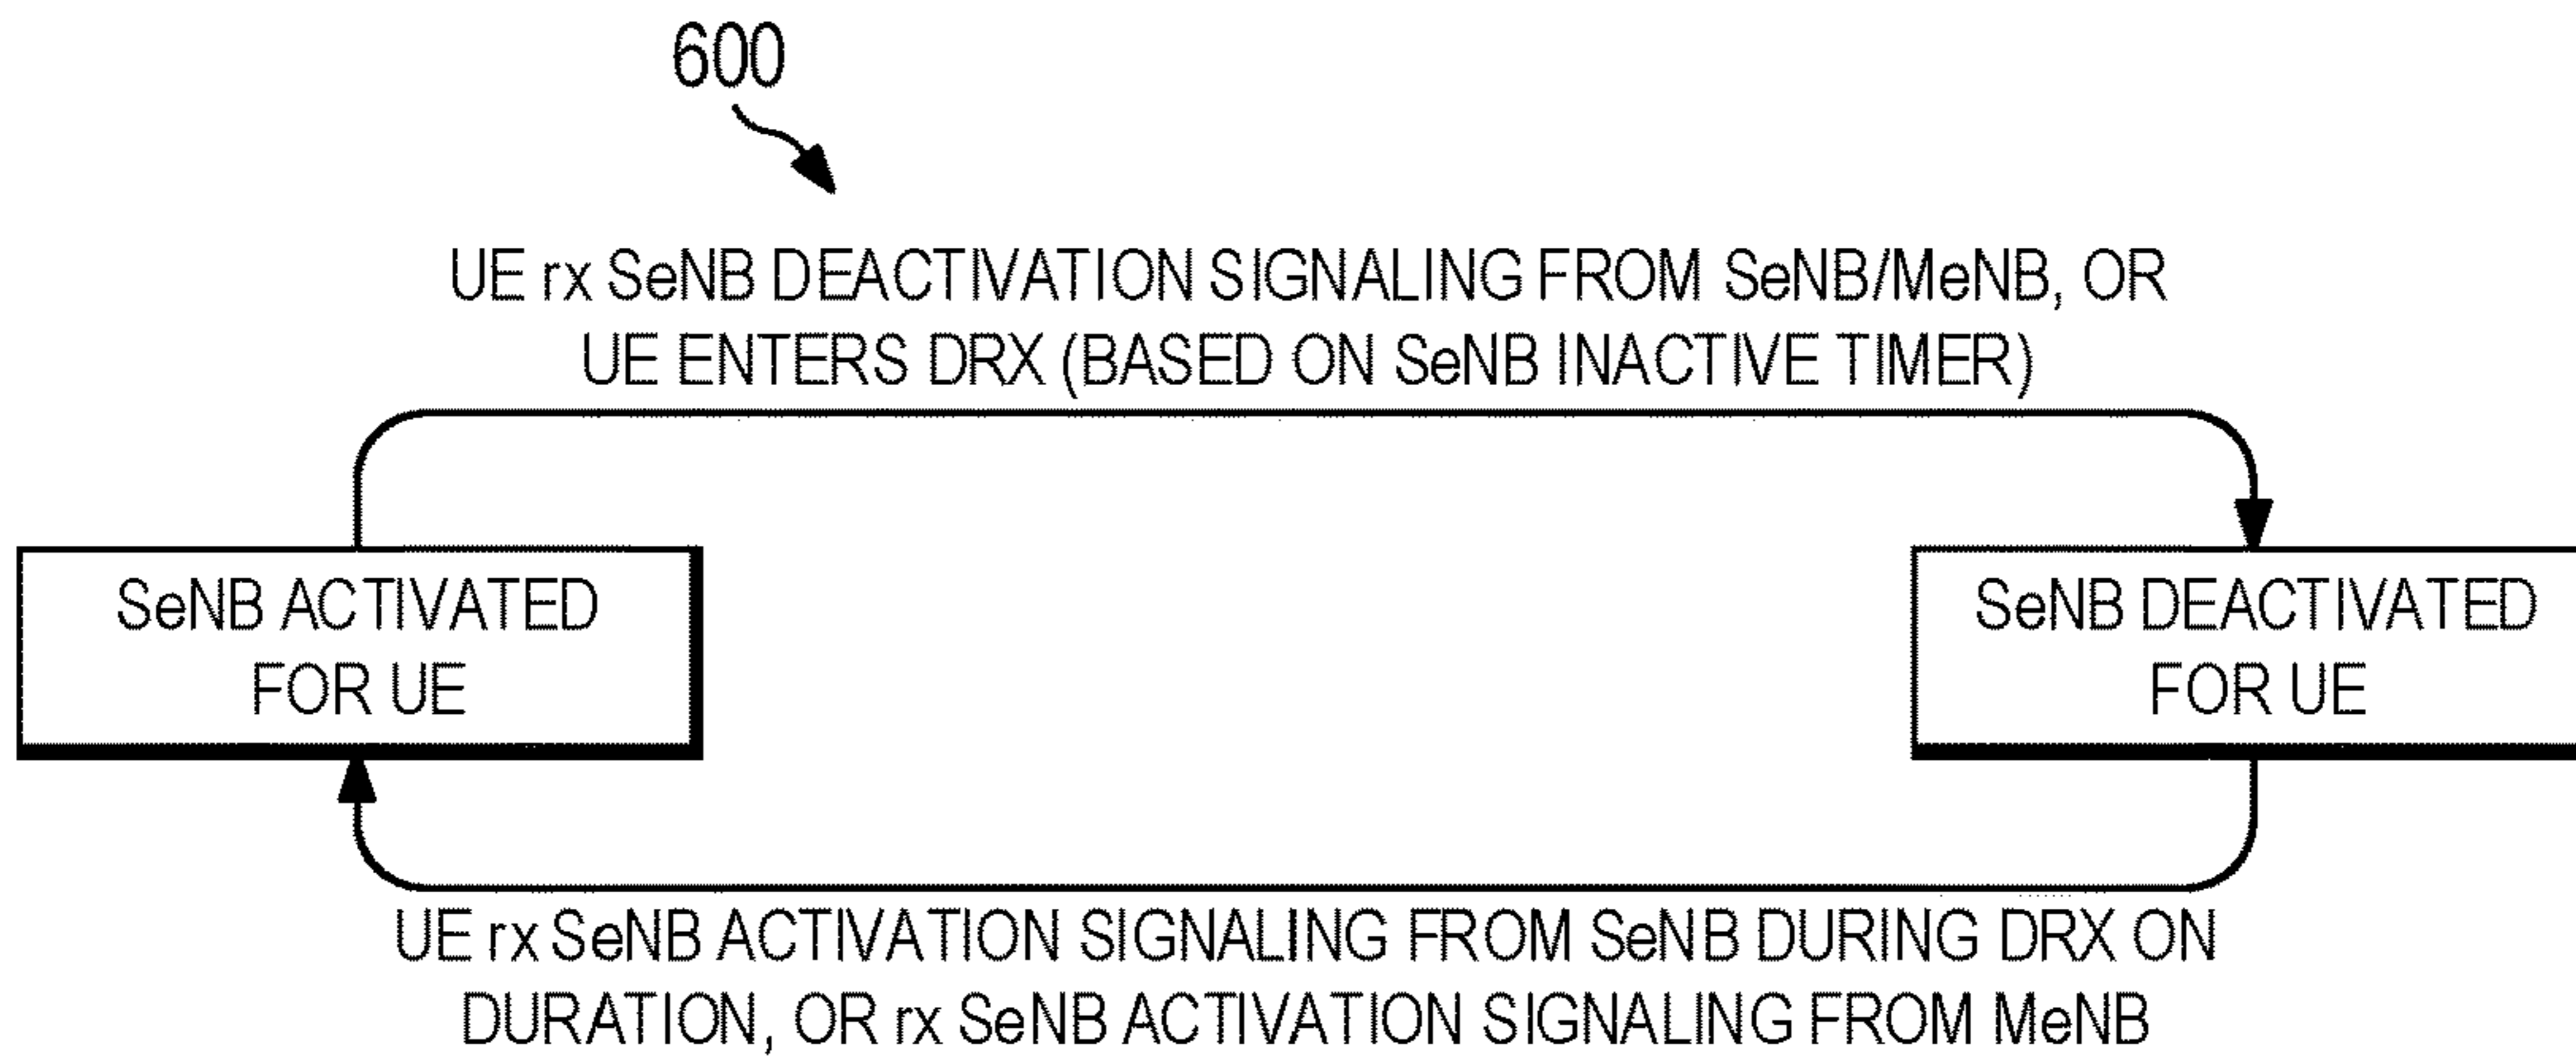 600
UE rx SeNB DEACTIVATION SIGNALING FROM SeNB/MeNB, OR
UE ENTERS DRX (BASED ON SeNB INACTIVE TIMER)
SeNB ACTIVATED
FOR UE
SeNB DEACTIVATED
FOR UE
UE rx SeNB ACTIVATION SIGNALING FROM SeNB DURING DRX ON
DURATION, OR rx SeNB ACTIVATION SIGNALING FROM MeNB